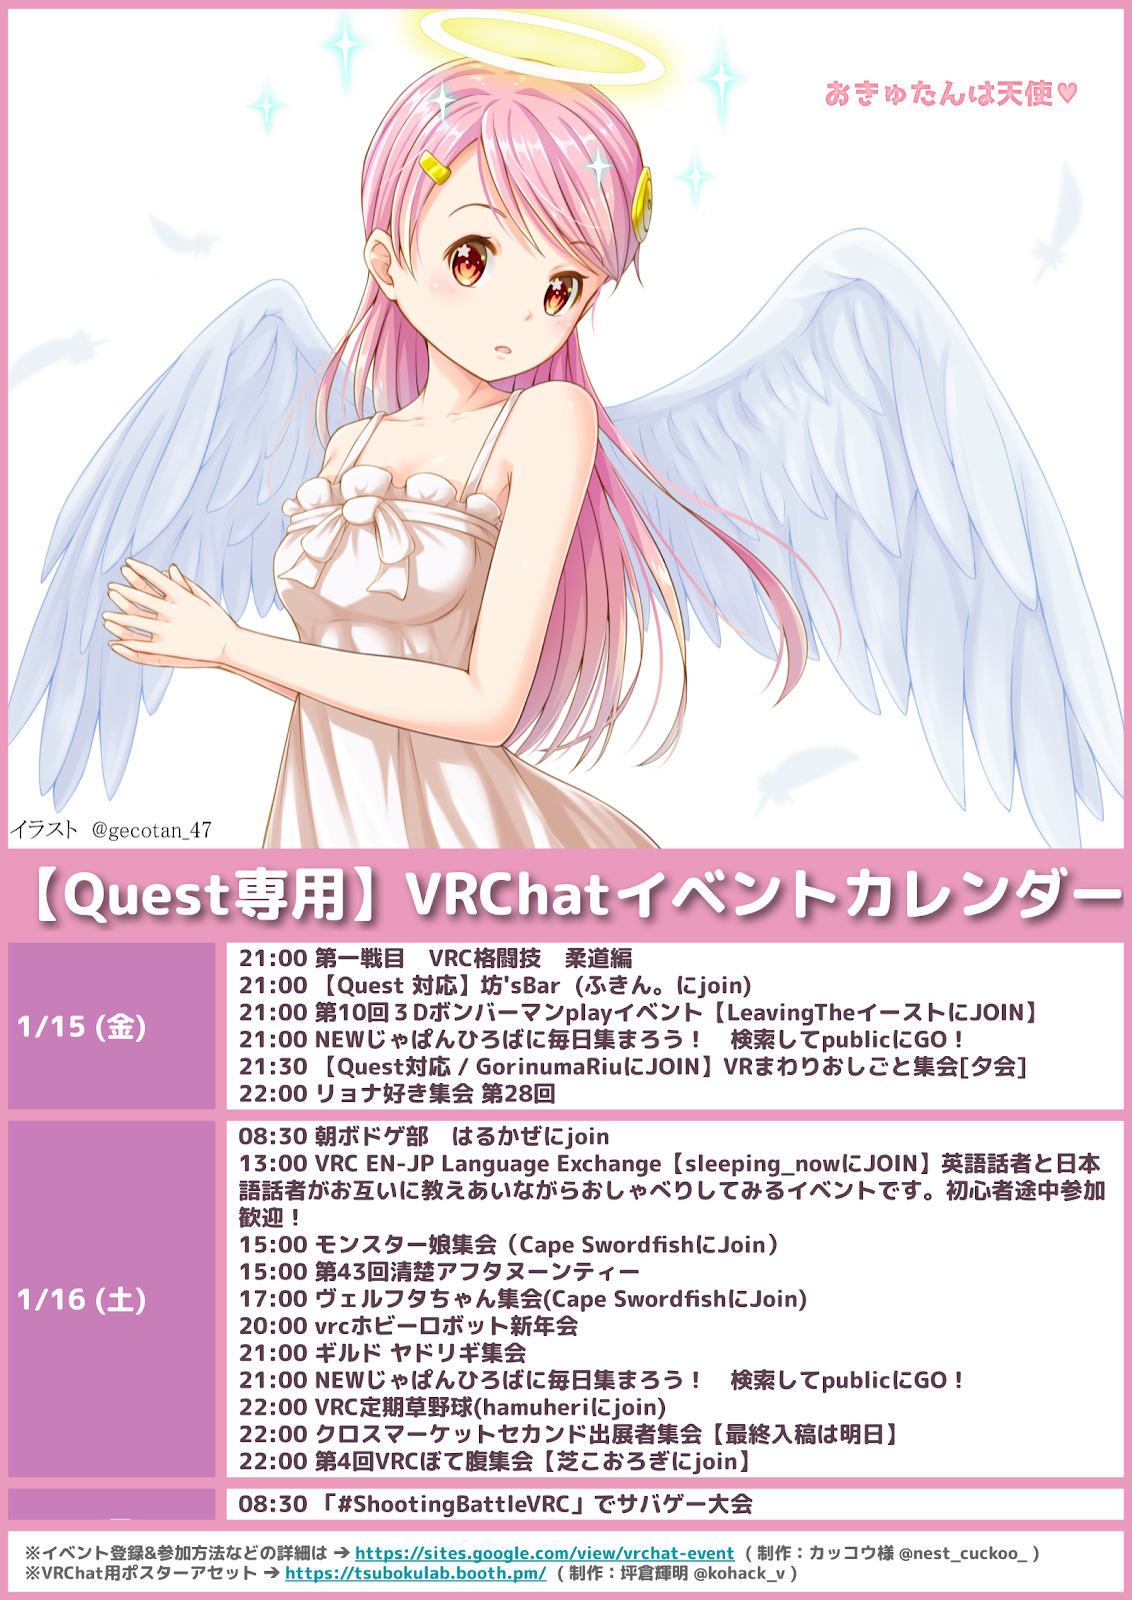 おきゅたんは天使♥
イラスト @gecotan_47
【Quest専用】VRChatイベントカレンダー
1/15 (金)
21:00 第一戦目　VRC格闘技　柔道編
21:00 【Quest 対応】坊'sBar (ふきん。にjoin)
21:00 第10回３Dボンバーマンplayイベント【LeavingTheイーストにJOIN】
21:00 NEWじゃぱんひろばに毎日集まろう！　検索してpublicにGO！
21:30 【Quest対応 / GorinumaRiuにJOIN】VRまわりおしごと集会[夕会]
22:00 リョナ好き集会 第28回
1/16 (土)
08:30 朝ボドゲ部　はるかぜにjoin
13:00 VRC EN-JP Language Exchange【sleeping_nowにJOIN】英語話者と日本
語話者がお互いに教えあいながらおしゃべりしてみるイベントです。初心者途中参加
歓迎！
15:00 モンスター娘集会（Cape SwordfishにJoin）
15:00 第43回清楚アフタヌーンティー
17:00 ヴェルフタちゃん集会(Cape SwordfishにJoin)
20:00 vrcホビーロボット新年会
21:00 ギルド ヤドリギ集会
21:00 NEWじゃぱんひろばに毎日集まろう！　検索してpublicにGO！
22:00 VRC定期草野球(hamuheriにjoin)
22:00 クロスマーケットセカンド出展者集会【最終入稿は明日】
22:00 第4回VRCぼて腹集会【芝こおろぎにjoin】
08:30 「#ShootingBattleVRC」でサバゲー大会
※イベント登録&参加方法などの詳細は ➔ https://sites.google.com/view/vrchat-event ( 制作：カッコウ様 @nest_cuckoo_ )
※VRChat用ポスターアセット ➔ https://tsubokulab.booth.pm/ ( 制作：坪倉輝明 @kohack_v )